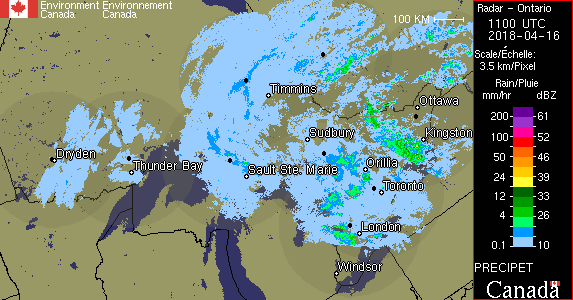 Environment Environnement
Canada Canada
100 KM
Timmins
Ottawa
Sudbury
Kingston
Dryden
Thunder Bay
Sault Ste. Marie
Orillia
Toronto
London
Windsor
Radar - Ontario
1100 UTC
2018-04-16
Scale/Échelle:
3.5 km/Pixel
Rain/Pluie
mm/hr dBZ
200 61
100 52
50 46
24 39
12 33
4 26
0.1 10
PRECIPET
Canada